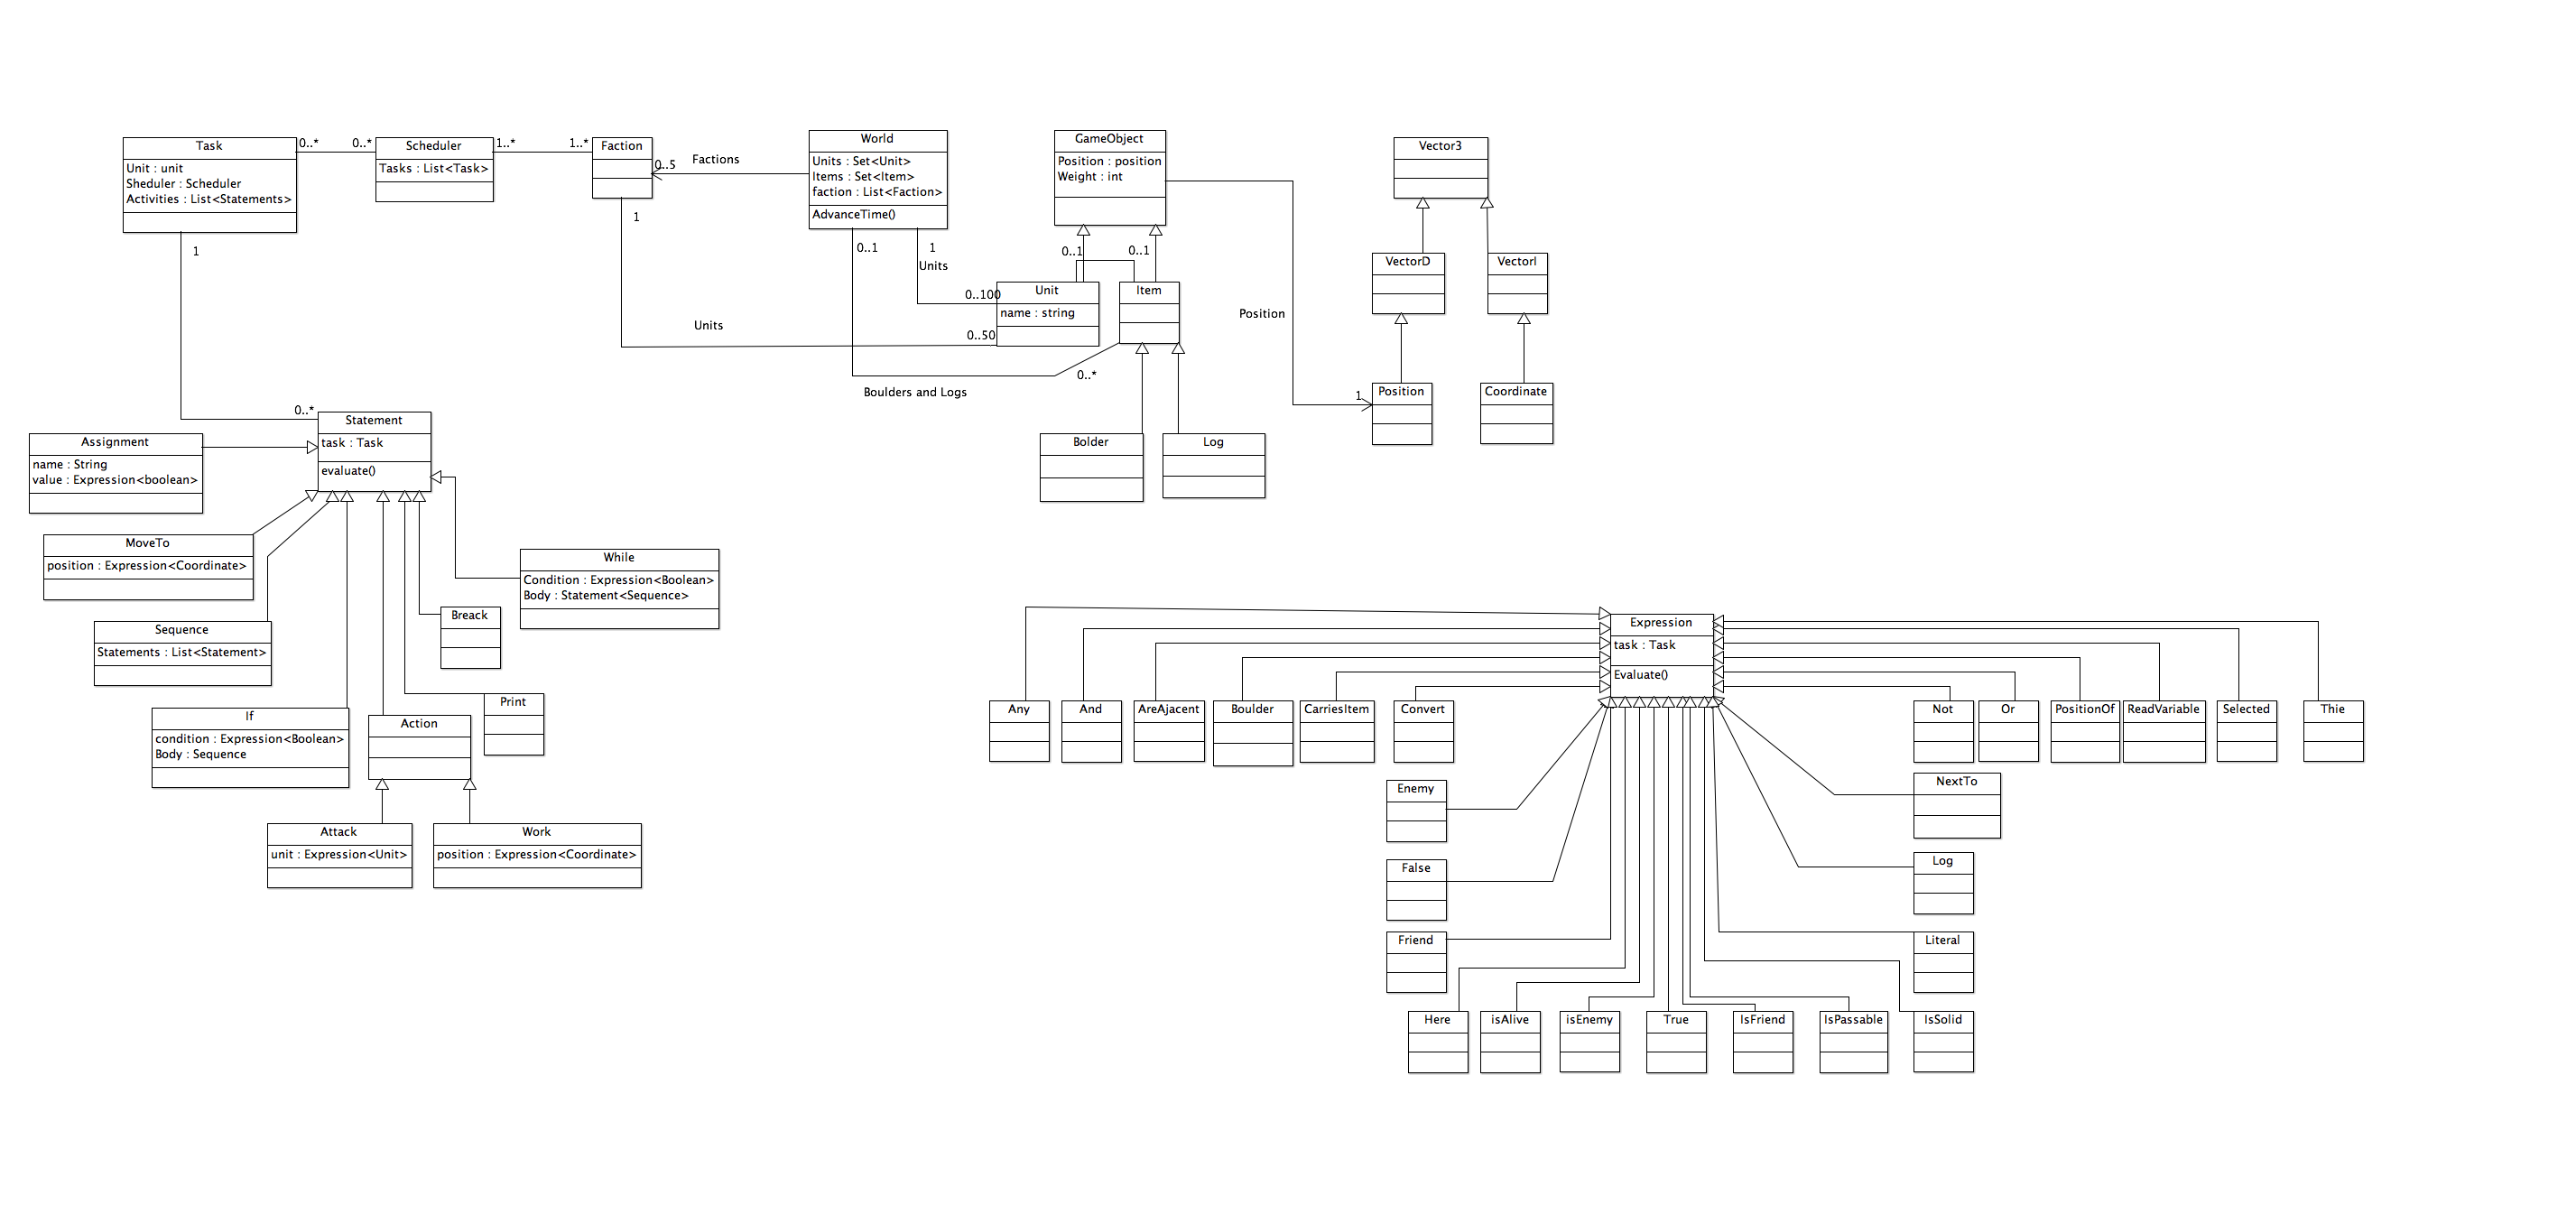 Task
Unit : unit
Sheduler : Scheduler
Activities : List<Statements>
0..*
0..*
Scheduler
Tasks : List<Task>
1..*
1..*
Faction
0..5
Factions
World
Units : Set<Unit>
Items : Set<Item>
faction : List<Faction>
AdvanceTime()
GameObject
Position : position
Weight : int
Vector3
1
1
0..1
1
Units
0..1
0..1
VectorD
VectorI
0..100
Unit
name : string
Item
Position
Units
0..50
0..*
Boulders and Logs
1
Position
Coordinate
Bolder
Log
0..*
Statement
task : Task
evaluate()
Assignment
name : String
value : Expression<boolean>
MoveTo
position : Expression<Coordinate>
While
Condition : Expression<Boolean>
Body : Statement<Sequence>
Breack
Sequence
Statements : List<Statement>
Print
If
condition : Expression<Boolean>
Body : Sequence
Action
Attack
unit : Expression<Unit>
Work
position : Expression<Coordinate>
Expression
task : Task
Evaluate()
Any
And
AreAjacent
Boulder
CarriesItem
Convert
Not
Or
PositionOf
ReadVariable
Selected
Thie
Enemy
NextTo
False
Log
Friend
Literal
Here
isAlive
isEnemy
True
IsFriend
IsPassable
IsSolid